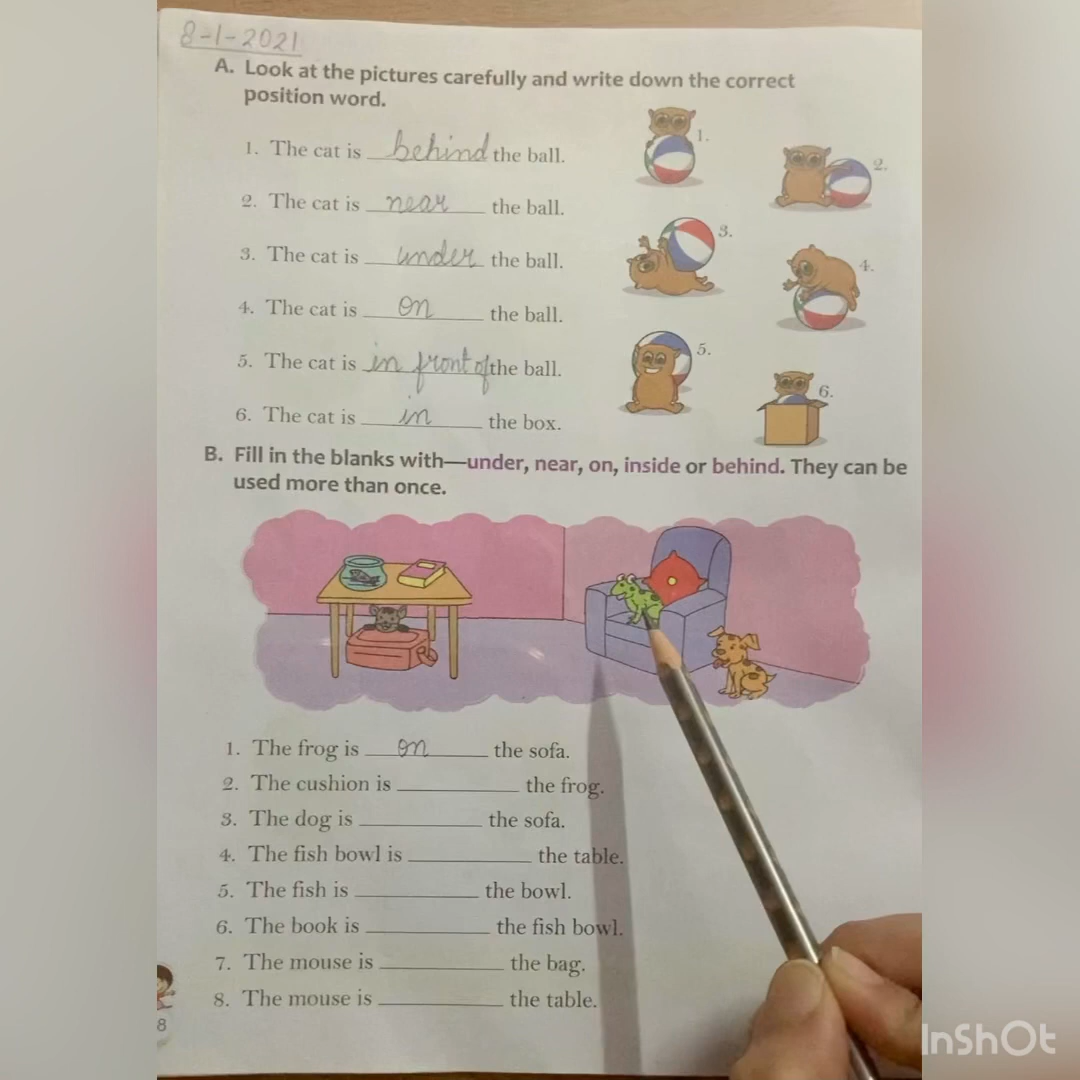 8-1-2021
A. Look at the pictures carefully and write down the correct
position word.
1. The cat is behind the ball.
2. The cat is near the ball.
3. The cat is under the ball.
4. The cat is on the ball.
5. The cat is in front of the ball.
6. The cat is in the box.
1.
2.
3.
4.
5.
6.
B. Fill in the blanks with—under, near, on, inside or behind. They can be
used more than once.
1. The frog is on the sofa.
2. The cushion is __________ the frog.
3. The dog is __________ the sofa.
4. The fish bowl is __________ the table.
5. The fish is __________ the bowl.
6. The book is __________ the fish bowl.
7. The mouse is __________ the bag.
8. The mouse is __________ the table.
8
InShOt